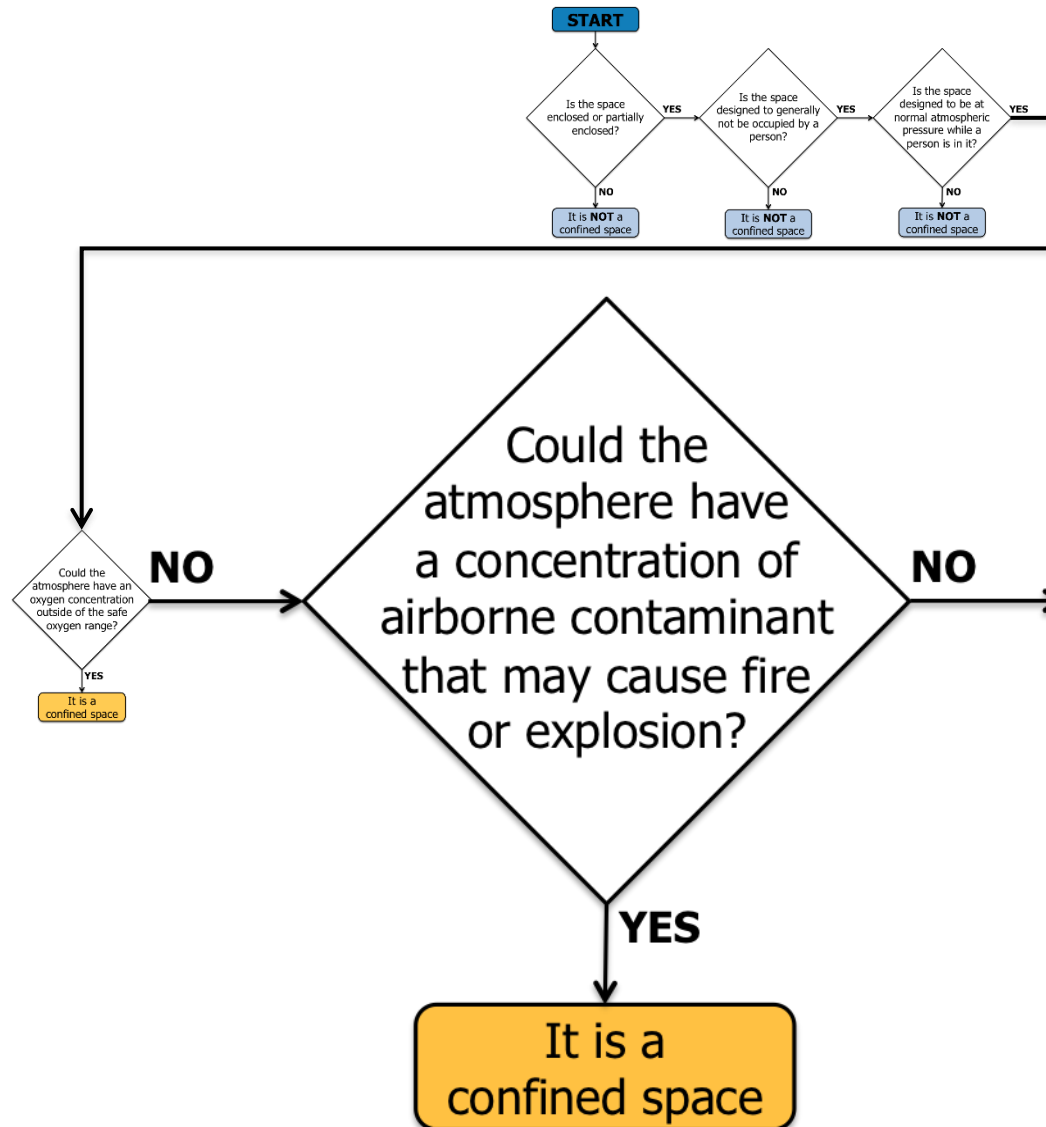 START
Is the space
enclosed or partially
enclosed?
YES
NO
It is NOT a
confined space
Is the space
designed to generally
not be occupied by a
person?
YES
NO
It is NOT a
confined space
Is the space
designed to be at
normal atmospheric
pressure while a
person is in it?
YES
NO
It is NOT a
confined space
Could the
atmosphere have an
oxygen concentration
outside of the safe
oxygen range?
NO
YES
It is a
confined space
Could the
atmosphere have
a concentration of
airborne contaminant
that may cause fire
or explosion?
NO
YES
It is a
confined space